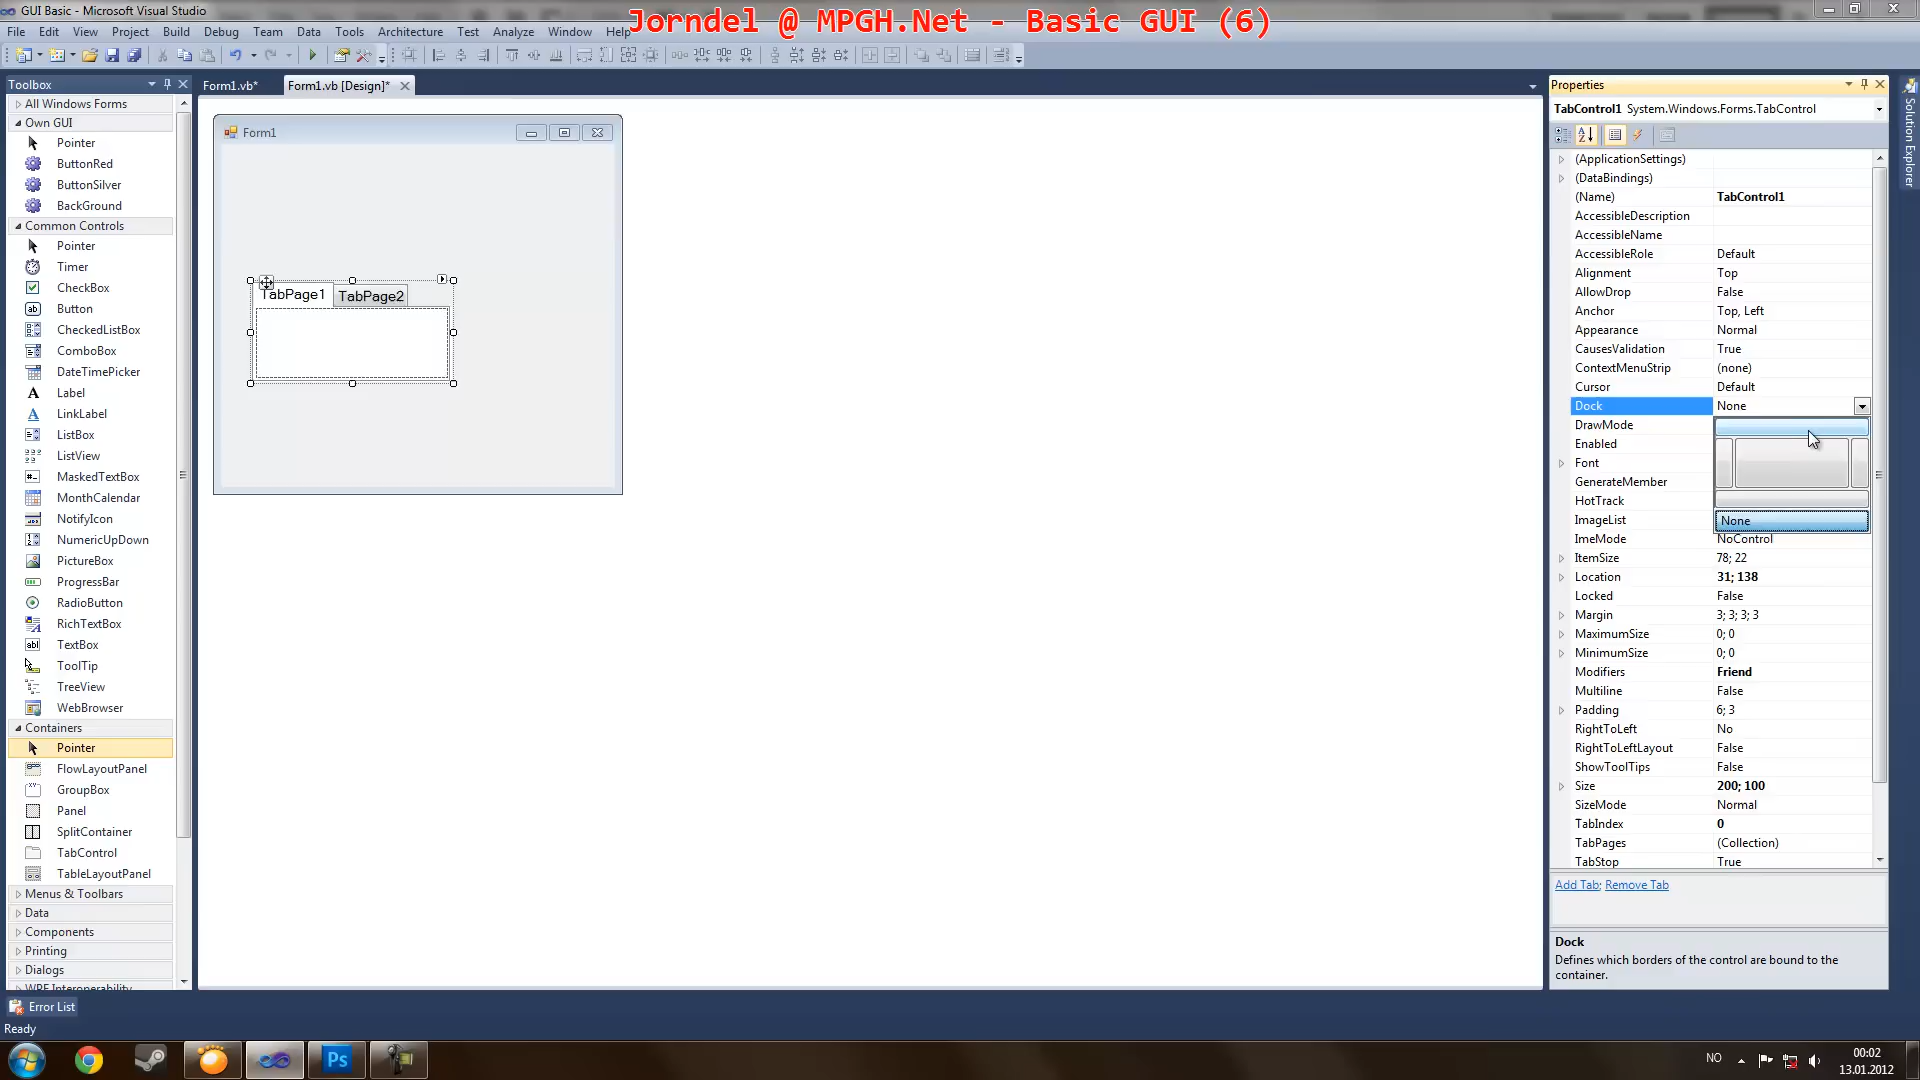 GUI Basic - Microsoft Visual Studio
Jorndel @ MPGH.Net - Basic GUI (6)
File Edit View Project Build Debug Team Data Tools Architecture Test Analyze Window Help
Toolbox
Form1.vb*
Form1.vb [Design]*
Properties
Solution Explorer
All Windows Forms
Own GUI
Pointer
ButtonRed
ButtonSilver
BackGround
Common Controls
Pointer
Timer
CheckBox
Button
CheckedListBox
ComboBox
DateTimePicker
Label
LinkLabel
ListBox
ListView
MaskedTextBox
MonthCalendar
NotifyIcon
NumericUpDown
PictureBox
ProgressBar
RadioButton
RichTextBox
TextBox
ToolTip
TreeView
WebBrowser
Containers
Pointer
FlowLayoutPanel
GroupBox
Panel
SplitContainer
TabControl
TableLayoutPanel
Menus & Toolbars
Data
Components
Printing
Dialogs
WPF Interoperability
Form1
TabPage1 TabPage2
TabControl1 System.Windows.Forms.TabControl
(ApplicationSettings)
(DataBindings)
(Name) TabControl1
AccessibleDescription
AccessibleName
AccessibleRole Default
Alignment Top
AllowDrop False
Anchor Top, Left
Appearance Normal
CausesValidation True
ContextMenuStrip (none)
Cursor Default
Dock None
DrawMode
Enabled
Font
GenerateMember
HotTrack
ImageList None
ImeMode NoControl
ItemSize 78; 22
Location 31; 138
Locked False
Margin 3; 3; 3; 3
MaximumSize 0; 0
MinimumSize 0; 0
Modifiers Friend
Multiline False
Padding 6; 3
RightToLeft No
RightToLeftLayout False
ShowToolTips False
Size 200; 100
SizeMode Normal
TabIndex 0
TabPages (Collection)
TabStop True
Add Tab; Remove Tab
Dock
Defines which borders of the control are bound to the
container.
Error List
Ready
Ps
NO
00:02
13.01.2012